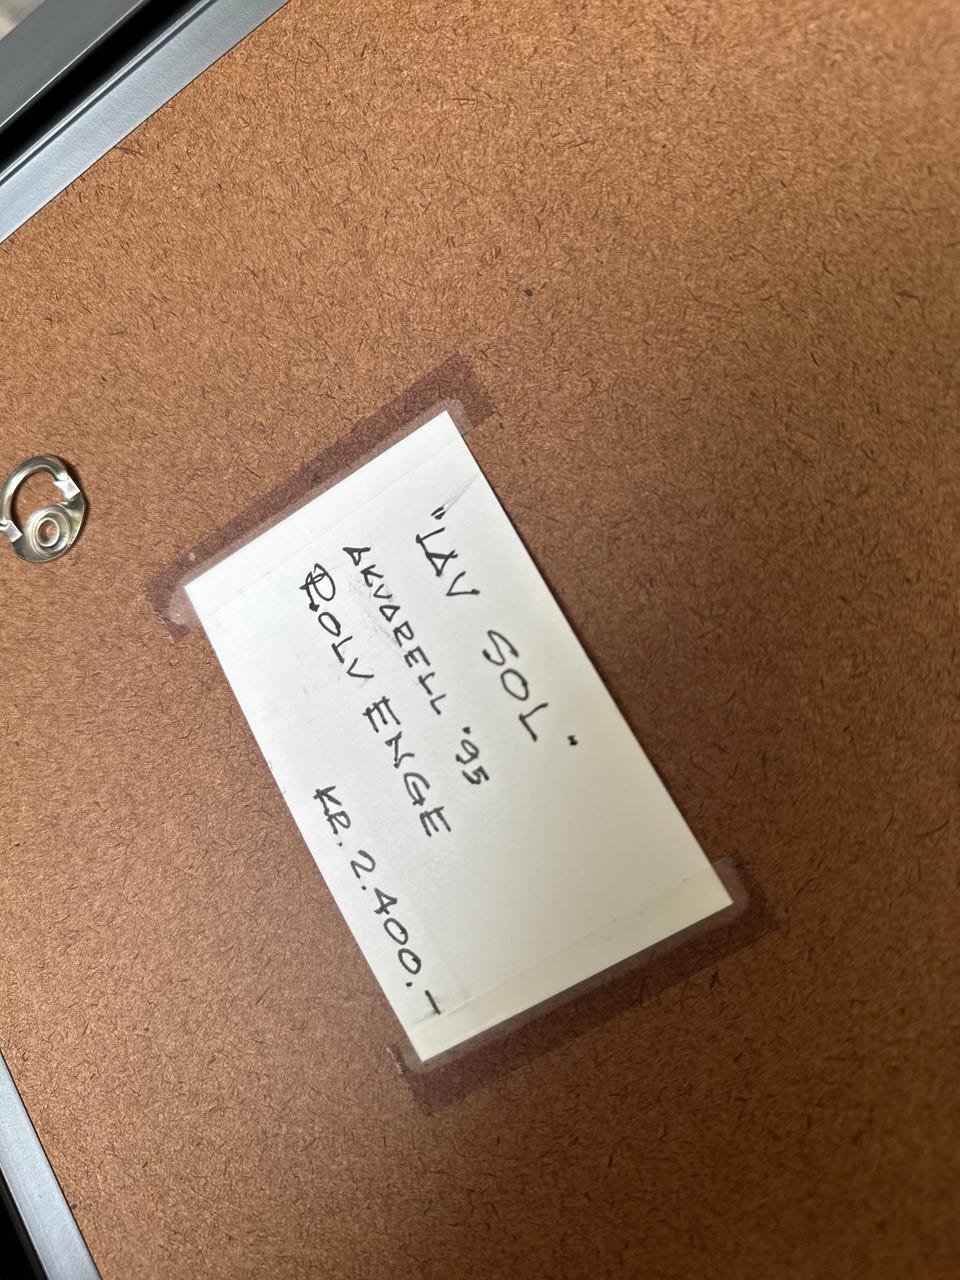 "LAV SOL"
AKVARELL '95
ROLV ENGE
KR. 2.400.-